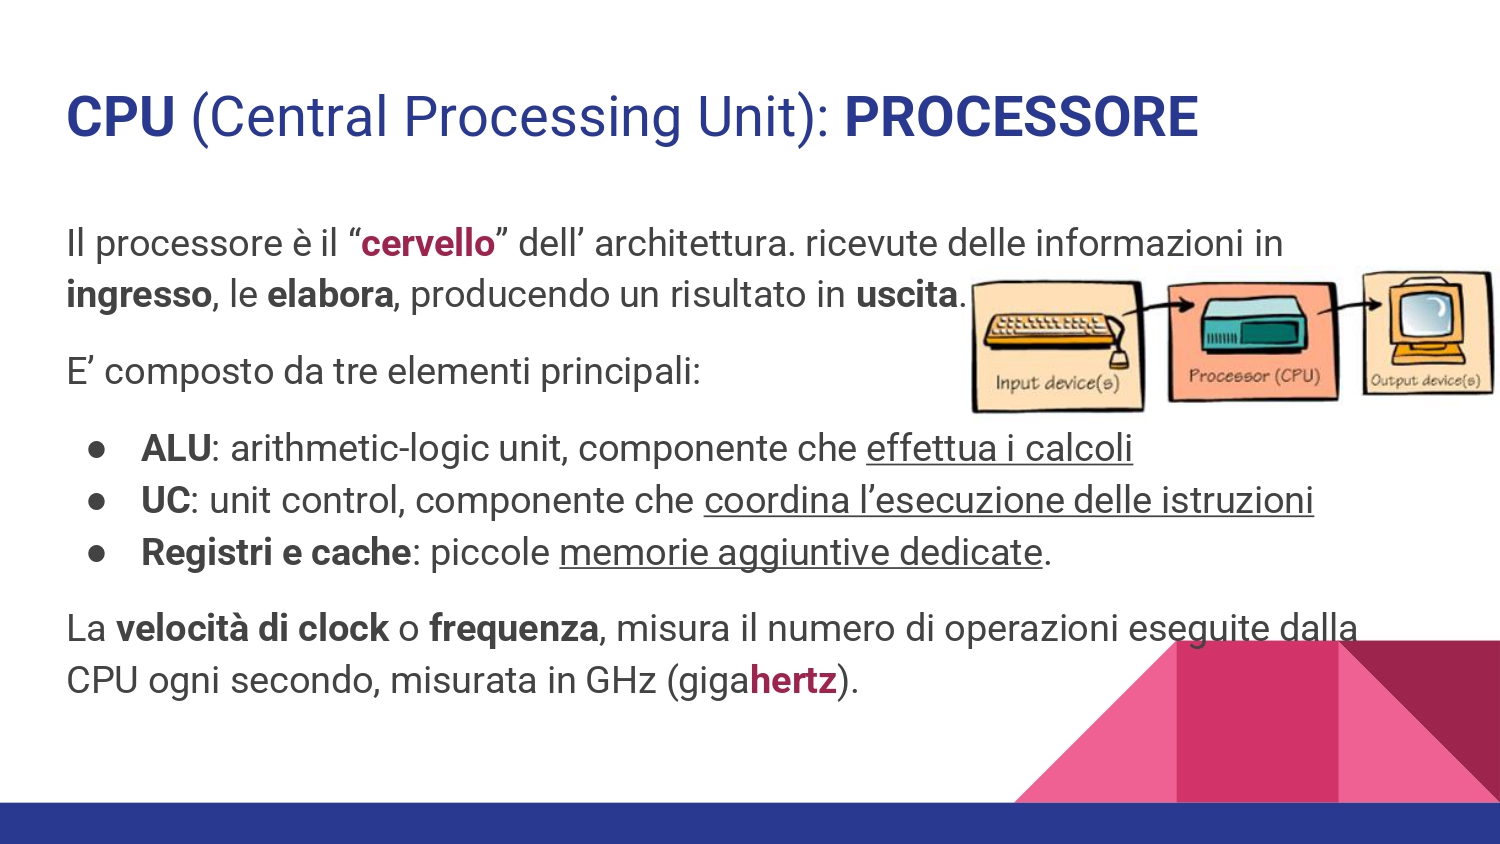 CPU (Central Processing Unit): PROCESSORE
Il processore è il “cervello” dell’ architettura. ricevute delle informazioni in
ingresso, le elabora, producendo un risultato in uscita.
Input device(s)
Processor (CPU)
Output device(s)
E’ composto da tre elementi principali:
● ALU: arithmetic-logic unit, componente che effettua i calcoli
● UC: unit control, componente che coordina l’esecuzione delle istruzioni
● Registri e cache: piccole memorie aggiuntive dedicate.
La velocità di clock o frequenza, misura il numero di operazioni eseguite dalla
CPU ogni secondo, misurata in GHz (gigahertz).